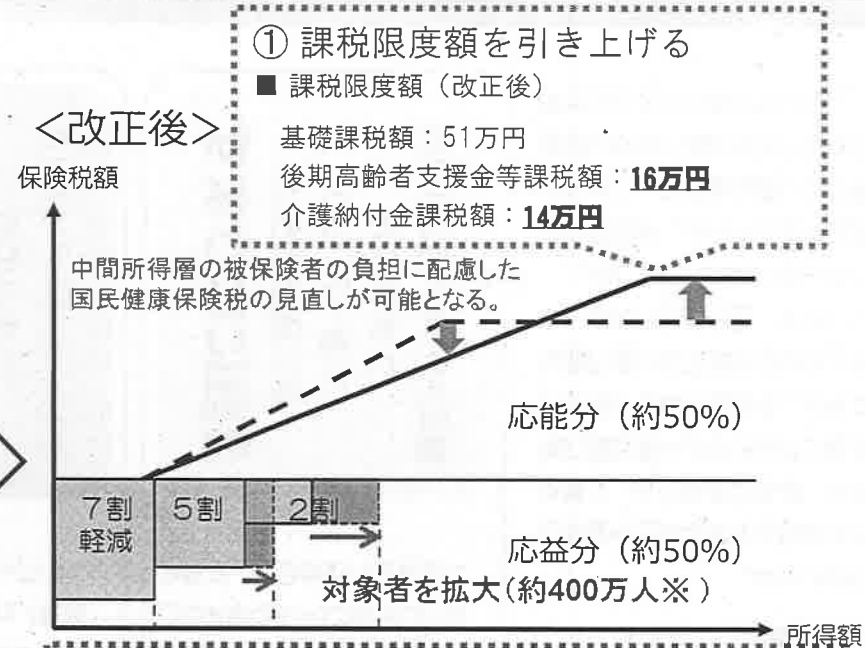 ① 課税限度額を引き上げる
■ 課税限度額（改正後）
基礎課税額：51万円
後期高齢者支援金等課税額：16万円
介護納付金課税額：14万円
＜改正後＞
保険税額
中間所得層の被保険者の負担に配慮した
国民健康保険税の見直しが可能となる。
応能分（約50%）
7割
軽減
5割
2割
応益分（約50%）
対象者を拡大（約400万人※ ）
所得額